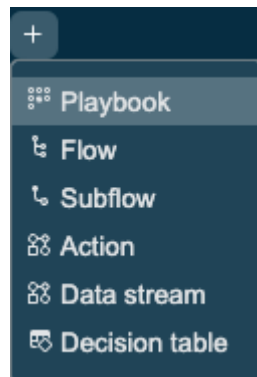 +
Playbook
Flow
Subflow
Action
Data stream
Decision table